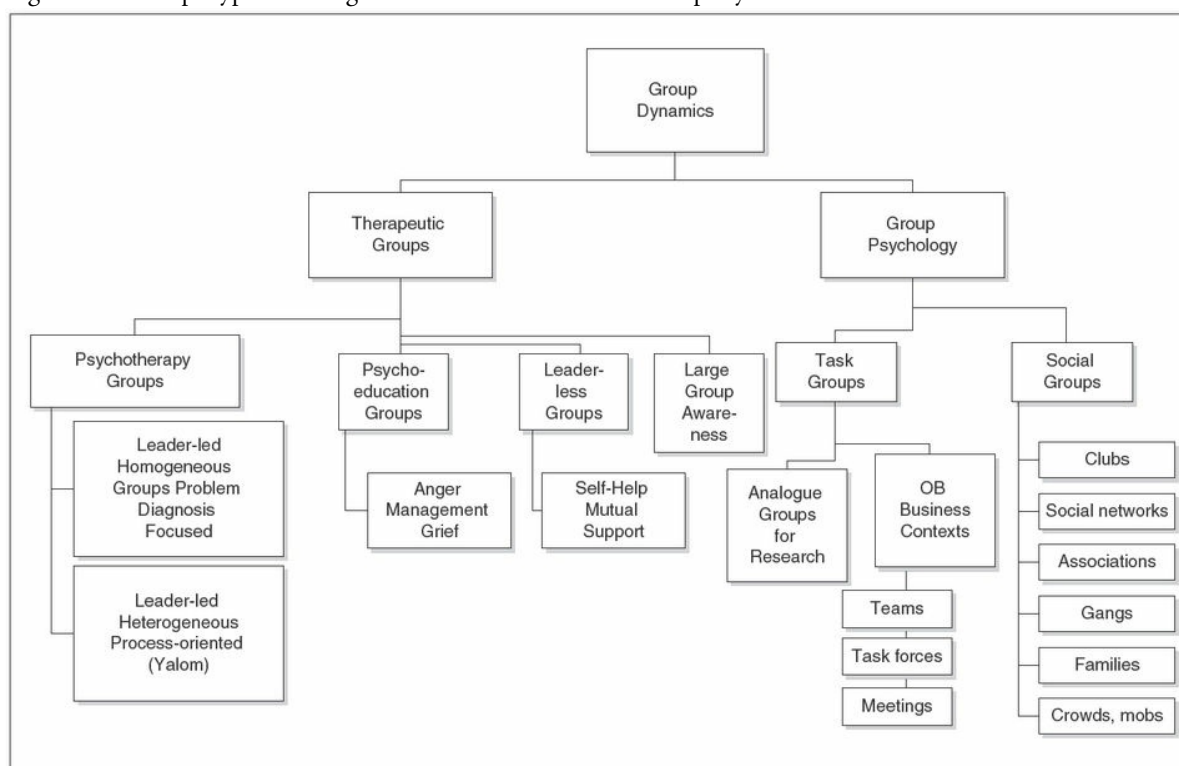 Group
Dynamics
Therapeutic
Groups
Group
Psychology
Psychotherapy
Groups
Psycho-
education
Groups
Leader-
less
Groups
Large
Group
Aware-
ness
Task
Groups
Social
Groups
Leader-led
Homogeneous
Groups Problem
Diagnosis
Focused
Leader-led
Heterogeneous
Process-oriented
(Yalom)
Anger
Management
Grief
Self-Help
Mutual
Support
Analogue
Groups
for
Research
OB
Business
Contexts
Teams
Task forces
Meetings
Clubs
Social networks
Associations
Gangs
Families
Crowds, mobs